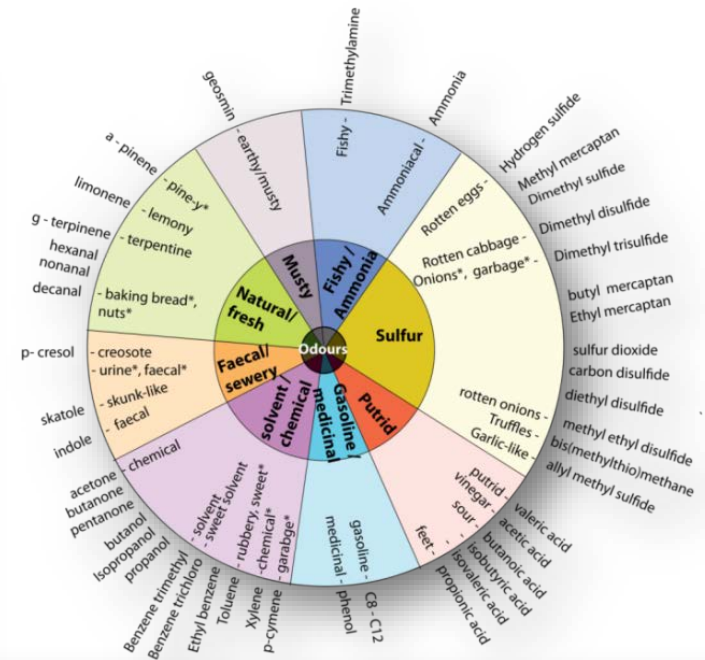 Odours
Fishy /
Ammonia
Sulfur
Putrid
Gasoline /
medicinal
solvent /
chemical
Faecal/
sewery
Natural/
fresh
Musty
Fishy -
Ammoniacal -
Rotten eggs -
Rotten cabbage -
Onions*, garbage* -
rotten onions -
Truffles -
Garlic-like -
putrid -
vinegar -
sour -
-
-
feet -
gasoline -
medicinal -
- garabge*
-chemical*
- rubbery, sweet*
- sweet solvent
- solvent
- chemical
- faecal
- skunk-like
- urine*, faecal*
- creosote
- baking bread*,
nuts*
- terpentine
- lemony
- pine-y*
- earthy/musty
Trimethylamine
Ammonia
Hydrogen sulfide
Methyl mercaptan
Dimethyl sulfide
Dimethyl disulfide
Dimethyl trisulfide
butyl mercaptan
Ethyl mercaptan
sulfur dioxide
carbon disulfide
diethyl disulfide
methyl ethyl disulfide
bis(methylthio)methane
allyl methyl sulfide
valeric acid
acetic acid
butanoic acid
isobutyric acid
isovaleric acid
propionic acid
C8 - C12
phenol
p-cymene
Xylene
Toluene
Ethyl benzene
Benzene trichloro
Benzene trimethyl
propanol
Isopropanol
butanol
pentanone
butanone
acetone
indole
skatole
p- cresol
decanal
nonanal
hexanal
g - terpinene
limonene
a - pinene
geosmin